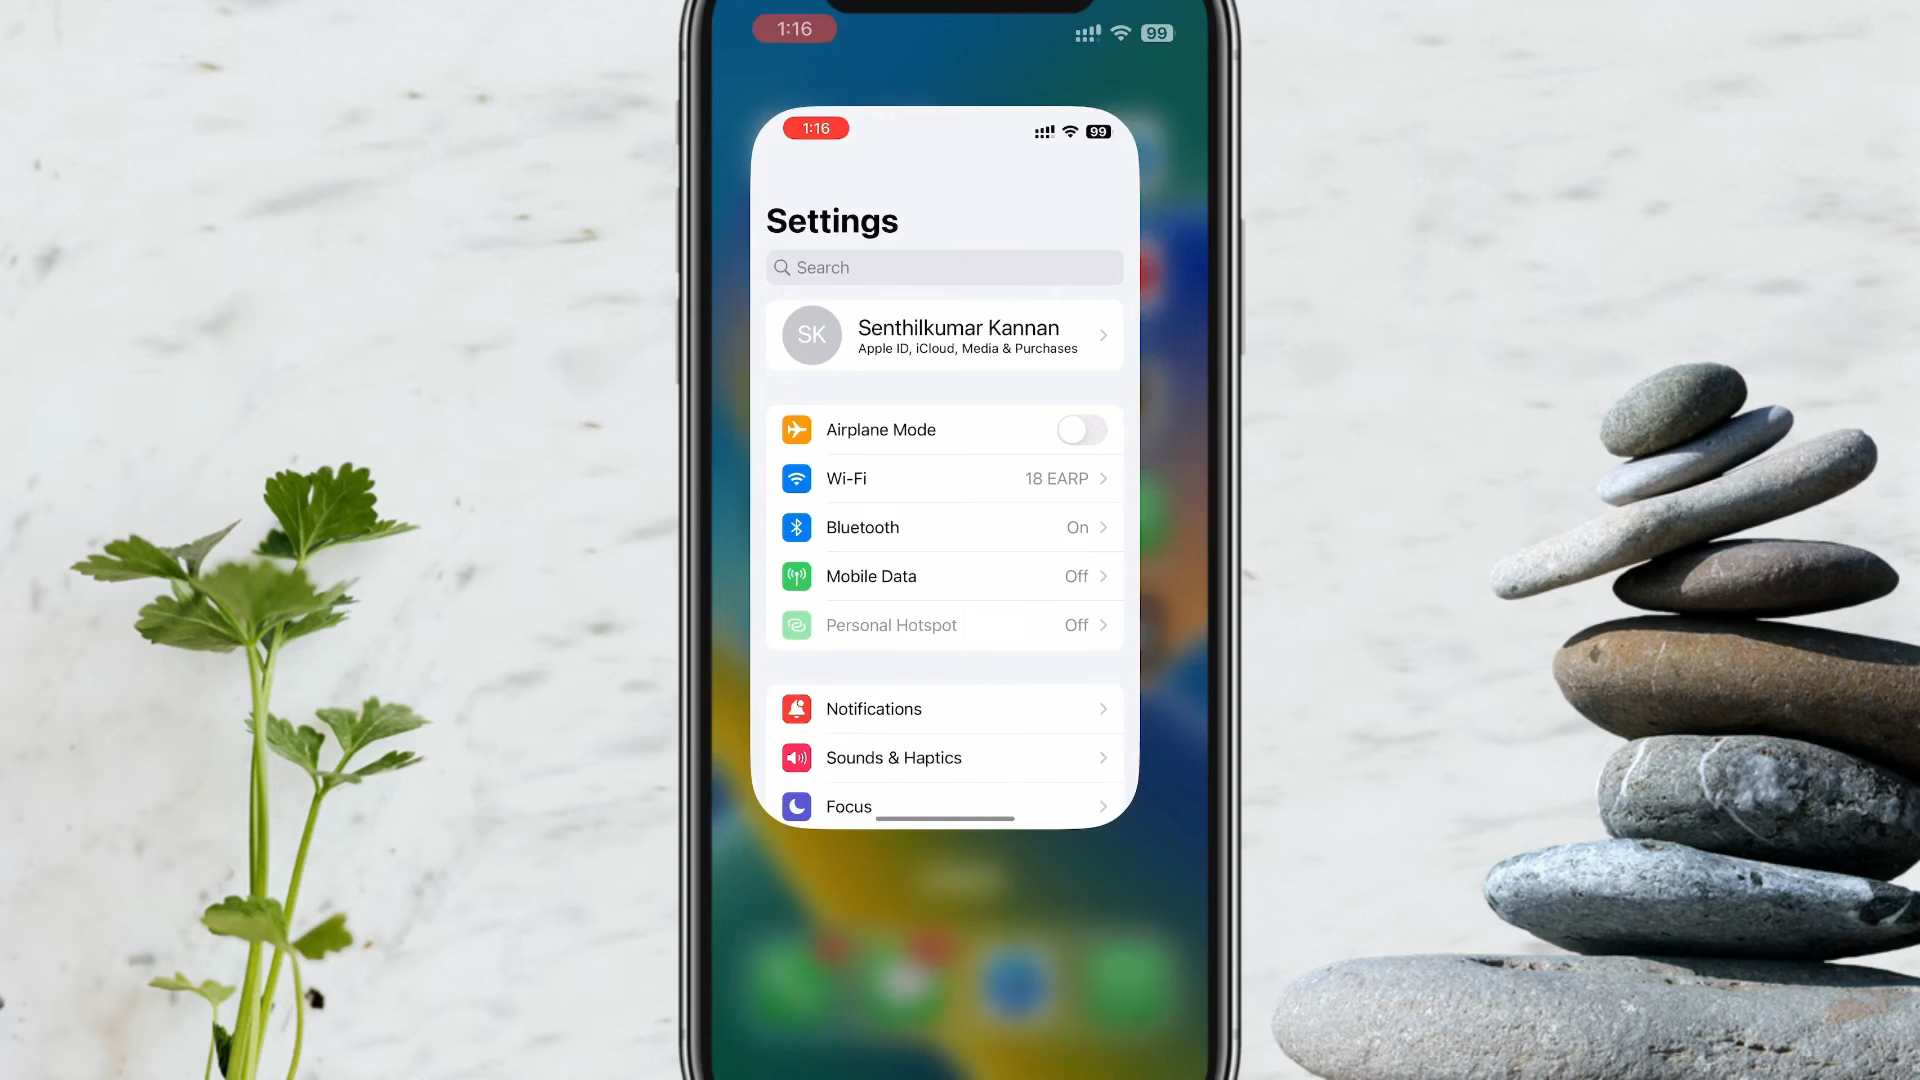 1:16
99
1:16
99
Settings
Search
SK
Senthilkumar Kannan
Apple ID, iCloud, Media & Purchases
Airplane Mode
Wi-Fi
18 EARP
Bluetooth
On
Mobile Data
Off
Personal Hotspot
Off
Notifications
Sounds & Haptics
Focus